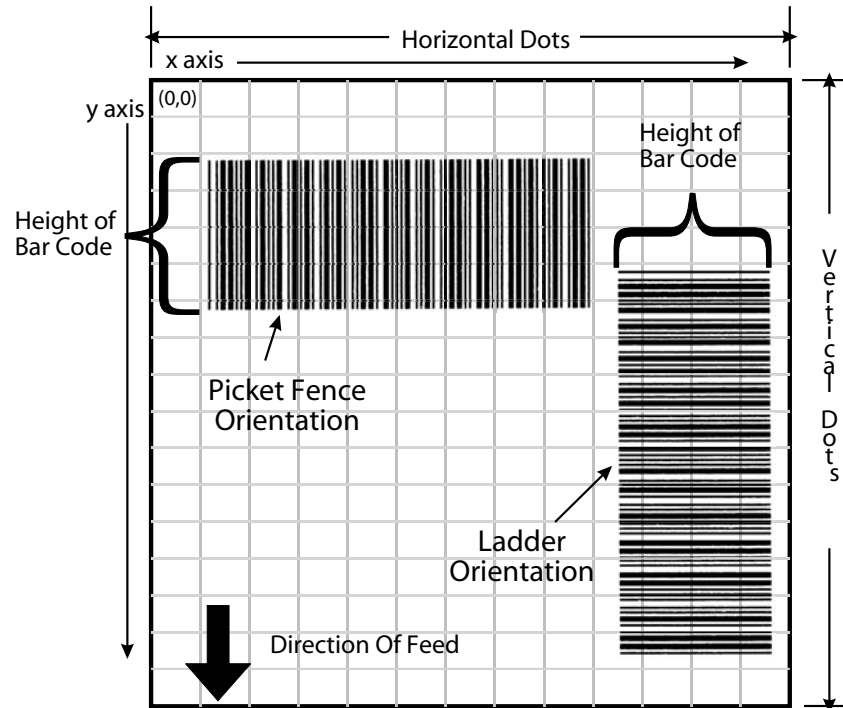 Horizontal Dots
x axis
(0,0)
y axis
Height of
Bar Code
Height of
Bar Code
Vertical Dots
Picket Fence
Orientation
Ladder
Orientation
Direction Of Feed